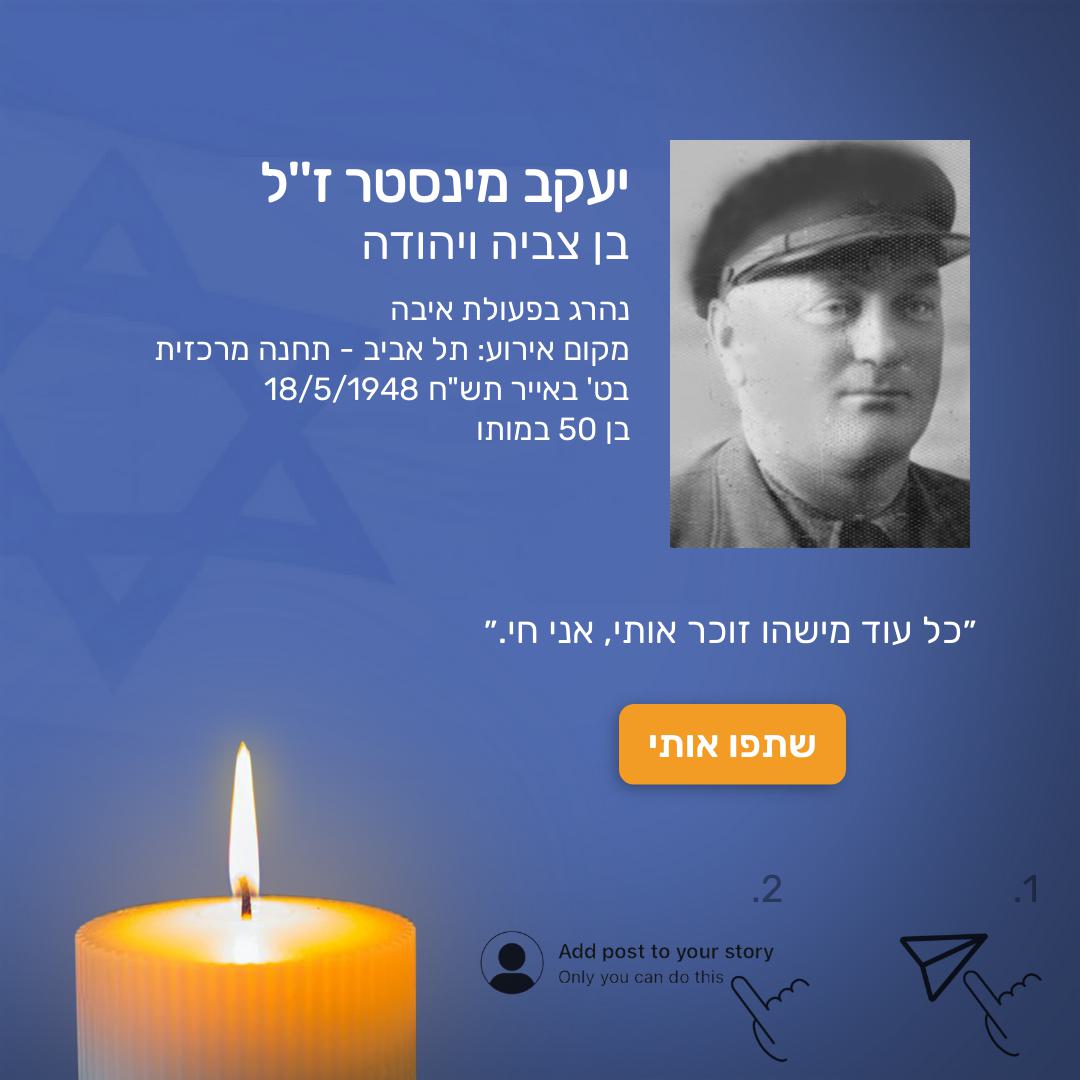 יעקב מינסטר ז"ל
בן צביה ויהודה
נהרג בפעולת איבה
מקום אירוע: תל אביב - תחנה מרכזית
בט' באייר תש"ח 18/5/1948
בן 50 במותו
״כל עוד מישהו זוכר אותי, אני חי.״
שתפו אותי
1.
2.
Add post to your story
Only you can do this